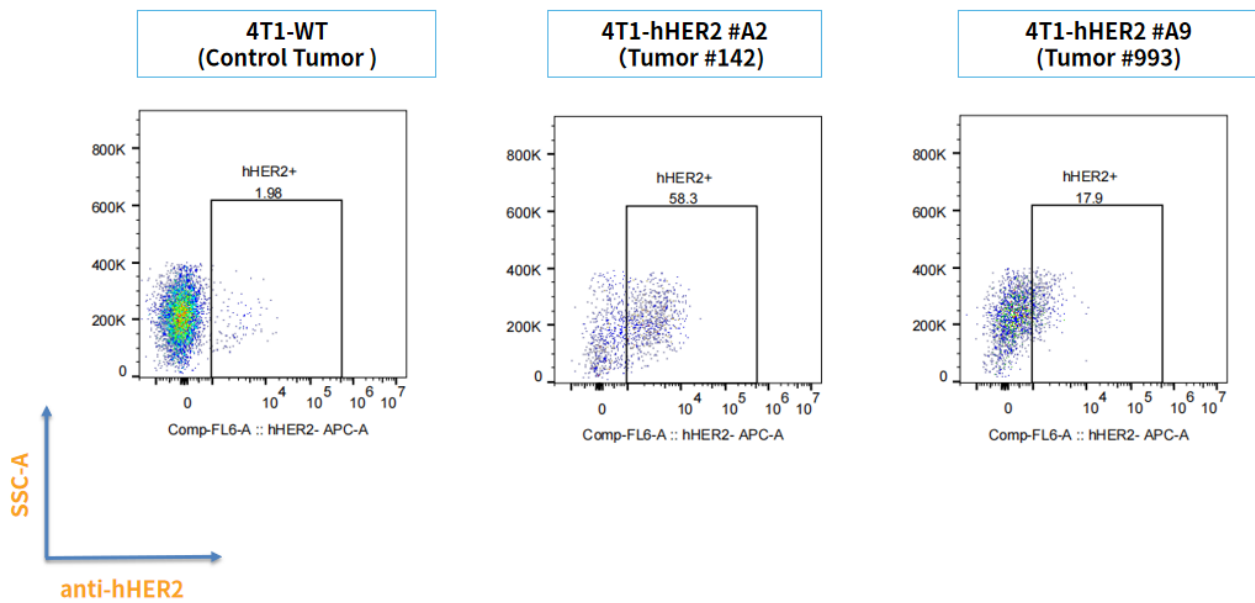 4T1-WT
(Control Tumor )
4T1-hHER2 #A2
(Tumor #142)
4T1-hHER2 #A9
(Tumor #993)
hHER2+
1.98
800K
600K
400K
200K
0
0 10^4 10^5 10^6 10^7
Comp-FL6-A :: hHER2- APC-A
hHER2+
58.3
800K
600K
400K
200K
0
0 10^4 10^5 10^6 10^7
Comp-FL6-A :: hHER2- APC-A
hHER2+
17.9
800K
600K
400K
200K
0
0 10^4 10^5 10^6 10^7
Comp-FL6-A :: hHER2- APC-A
SSC-A
anti-hHER2